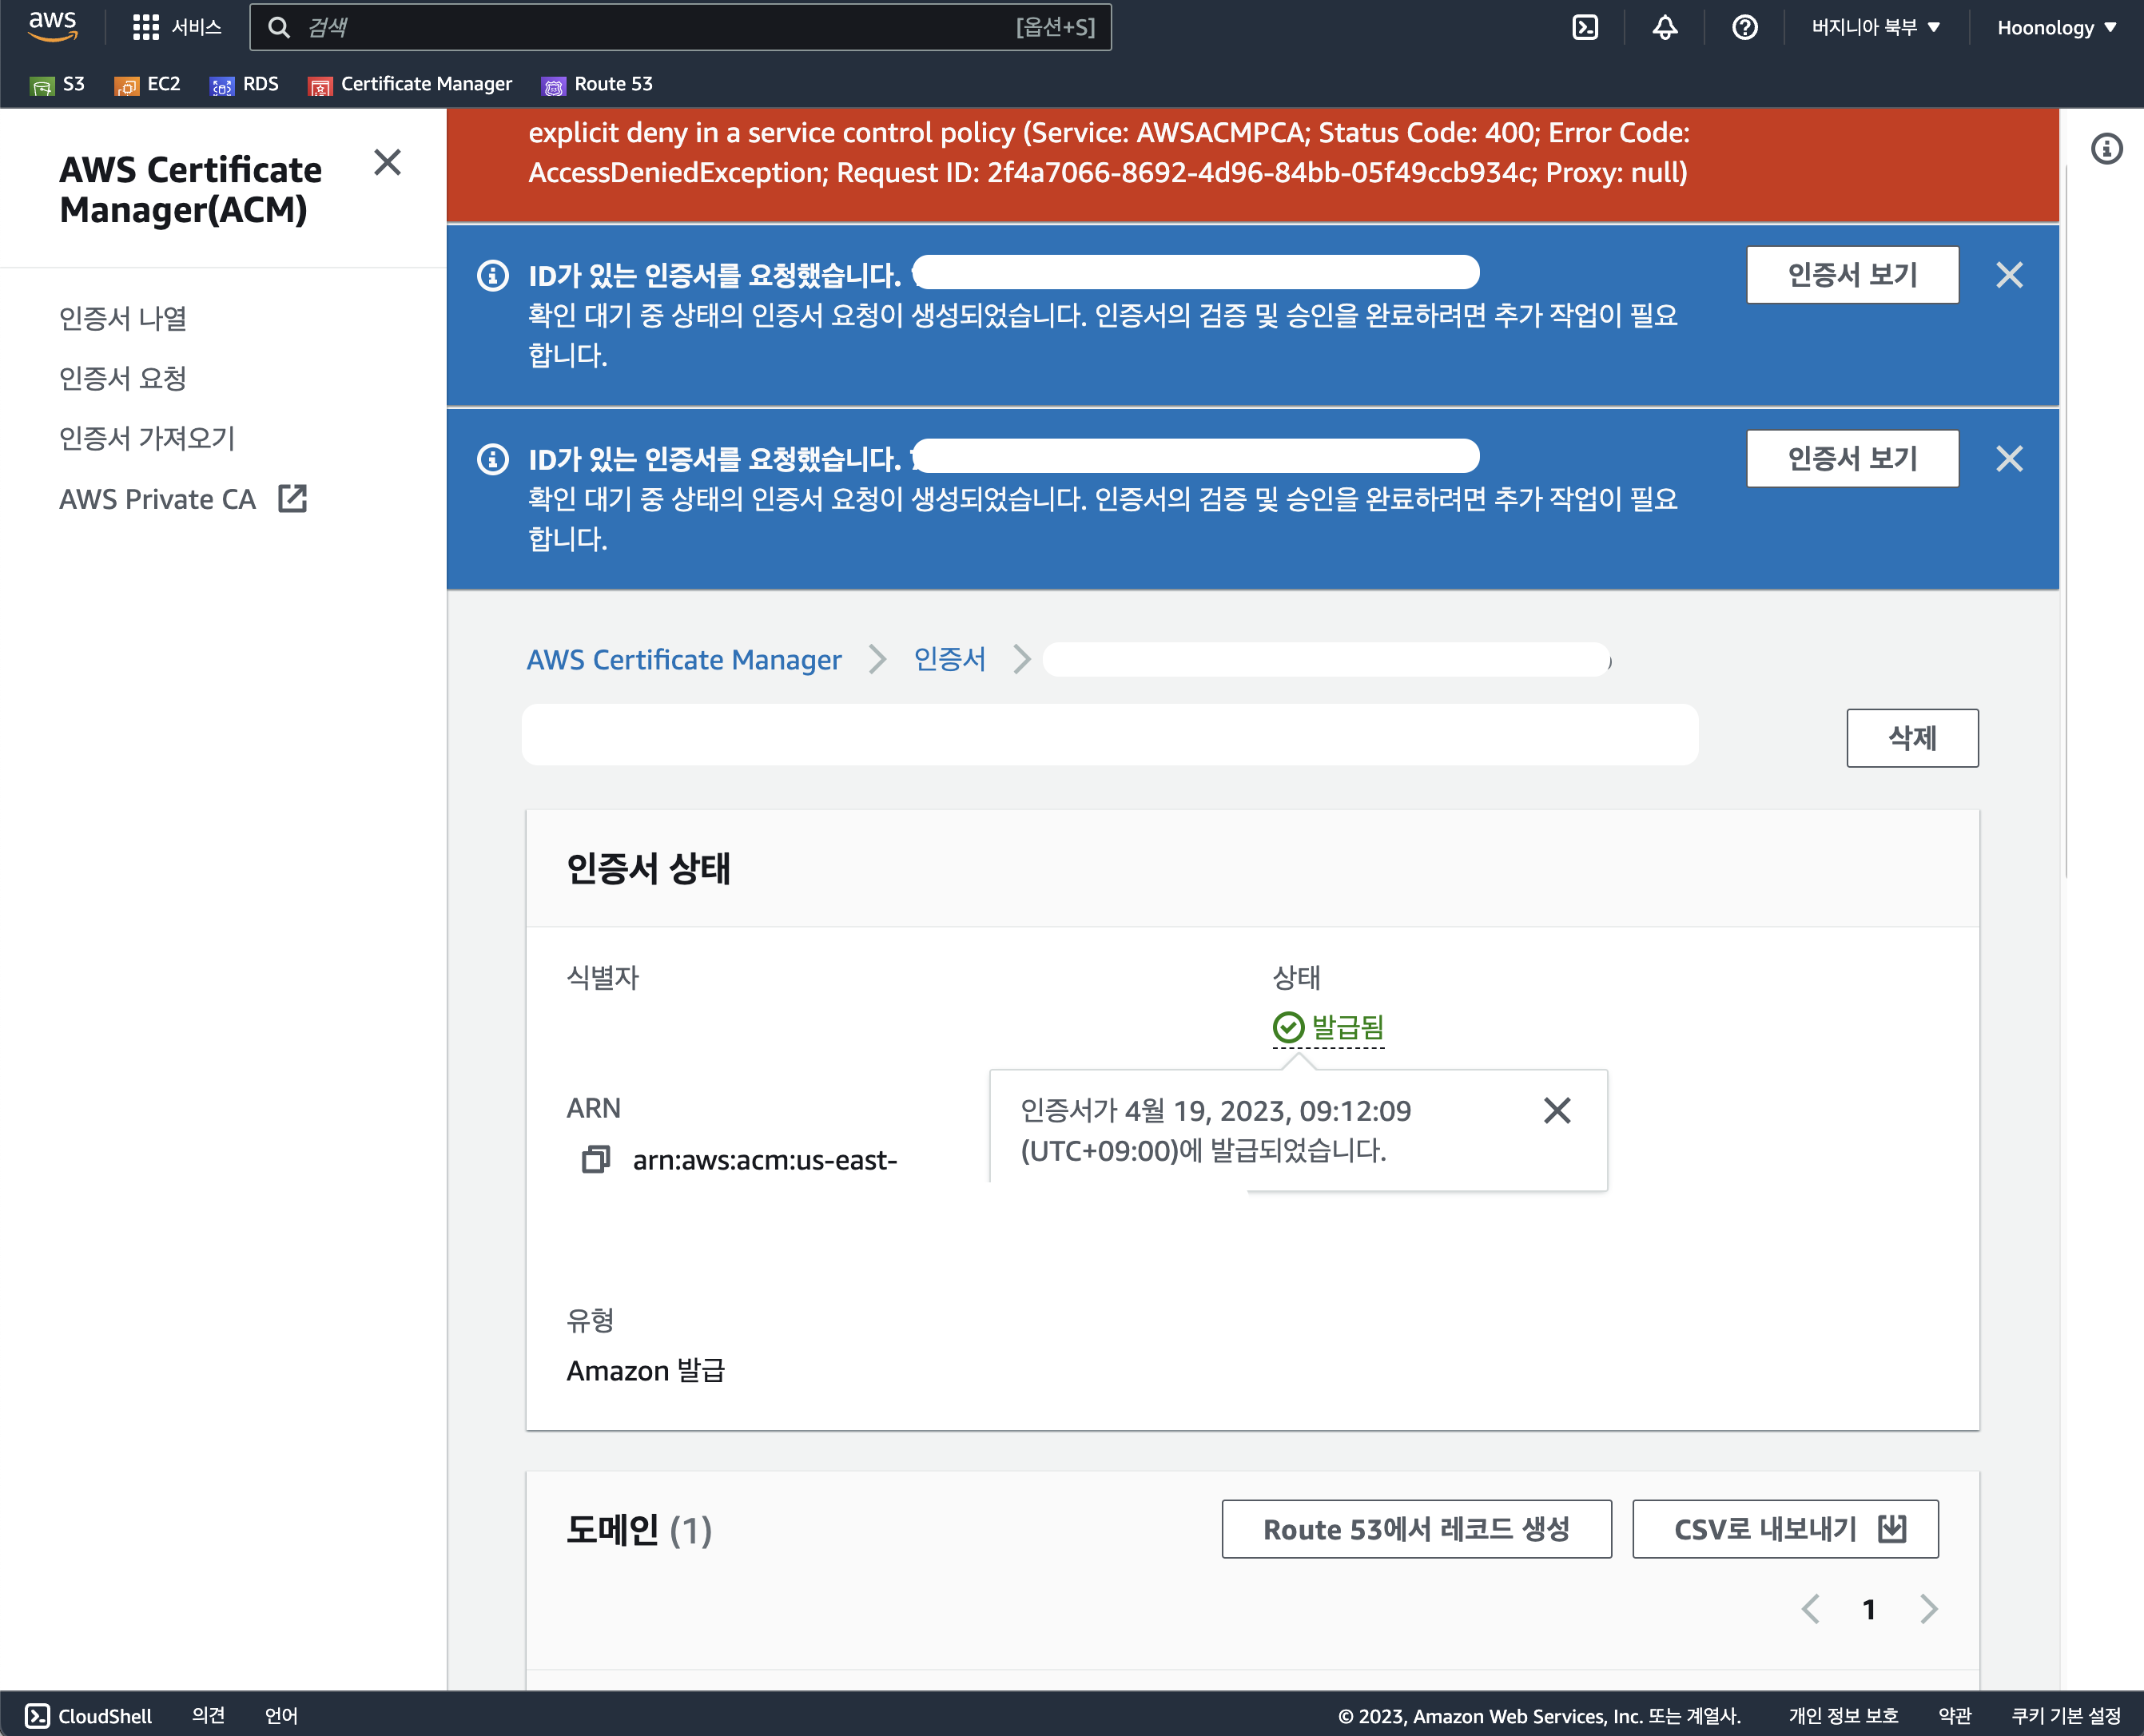 aws
서비스
검색
[옵션+S]
버지니아 북부 ▼
Hoonology ▼
S3
EC2
RDS
Certificate Manager
Route 53
AWS Certificate
Manager(ACM)
인증서 나열
인증서 요청
인증서 가져오기
AWS Private CA
explicit deny in a service control policy (Service: AWSACMPCA; Status Code: 400; Error Code:
AccessDeniedException; Request ID: 2f4a7066-8692-4d96-84bb-05f49ccb934c; Proxy: null)
ID가 있는 인증서를 요청했습니다.
인증서 보기
확인 대기 중 상태의 인증서 요청이 생성되었습니다. 인증서의 검증 및 승인을 완료하려면 추가 작업이 필요
합니다.
ID가 있는 인증서를 요청했습니다.
인증서 보기
확인 대기 중 상태의 인증서 요청이 생성되었습니다. 인증서의 검증 및 승인을 완료하려면 추가 작업이 필요
합니다.
AWS Certificate Manager
인증서
삭제
인증서 상태
식별자
상태
발급됨
인증서가 4월 19, 2023, 09:12:09
(UTC+09:00)에 발급되었습니다.
ARN
arn:aws:acm:us-east-
유형
Amazon 발급
도메인 (1)
Route 53에서 레코드 생성
CSV로 내보내기
1
CloudShell
의견
언어
© 2023, Amazon Web Services, Inc. 또는 계열사.
개인 정보 보호
약관
쿠키 기본 설정